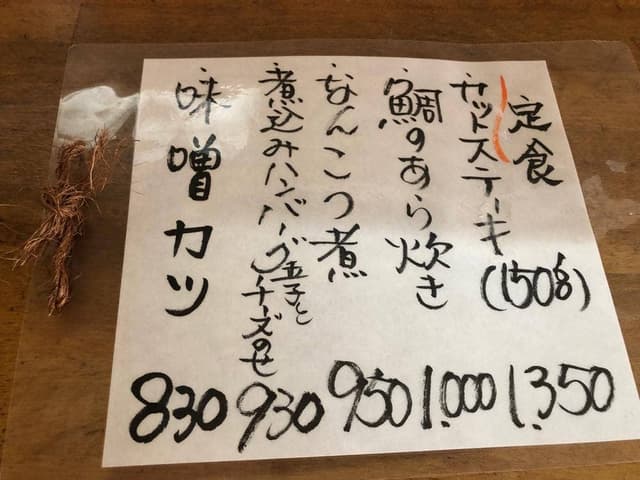 定食
・カットステーキ(150g) 1.350
・鯛のあら炊き 1.000
・なんこつ煮 950
・煮込みハンバーグ玉子とチーズのせ 930
・味噌カツ 830